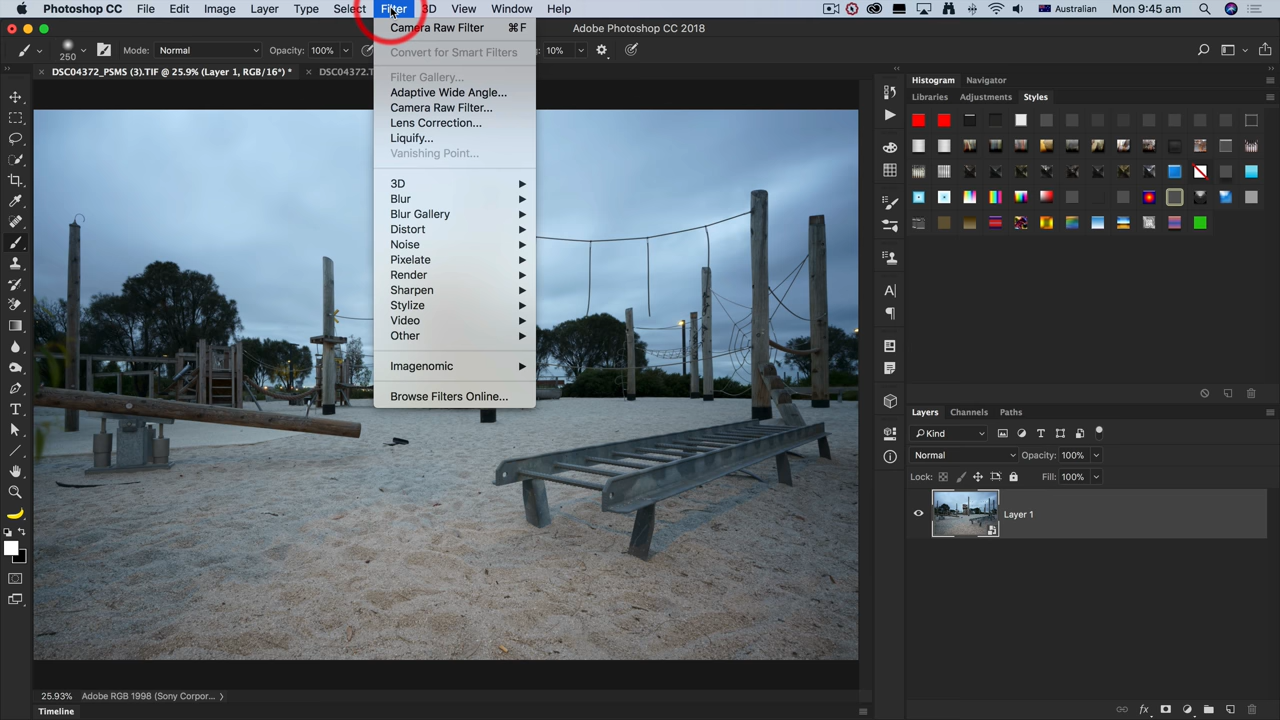 Photoshop CC File Edit Image Layer Type Select Filter 3D View Window Help Australian Mon 9:45 am
Adobe Photoshop CC 2018
250 Mode: Normal Opacity: 100% 10%
DSC04372_PSMS (3).TIF @ 25.9% (Layer 1, RGB/16*) * DSC04372.T
Camera Raw Filter ⌘F
Convert for Smart Filters
Filter Gallery...
Adaptive Wide Angle...
Camera Raw Filter...
Lens Correction...
Liquify...
Vanishing Point...
3D
Blur
Blur Gallery
Distort
Noise
Pixelate
Render
Sharpen
Stylize
Video
Other
Imagenomic
Browse Filters Online...
Histogram Navigator
Libraries Adjustments Styles
Layers Channels Paths
Kind
Normal Opacity: 100%
Lock: Fill: 100%
Layer 1
25.93% Adobe RGB 1998 (Sony Corpor...
Timeline